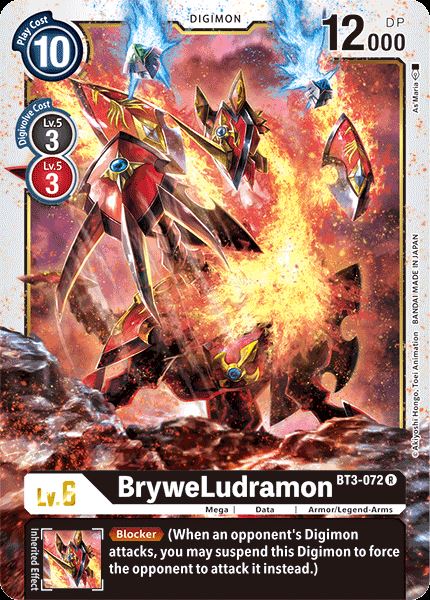 Play Cost
10
DIGIMON
DP
12000
Digivolve Cost
Lv.5
3
Lv.5
3
As'Maria
©Akiyoshi Hongo, Toei Animation BANDAI MADE IN JAPAN
Lv.6
BryweLudramon
BT3-072 R
Mega | Data | Armor/Legend-Arms
Inherited Effect
Blocker (When an opponent's Digimon
attacks, you may suspend this Digimon to force
the opponent to attack it instead.)